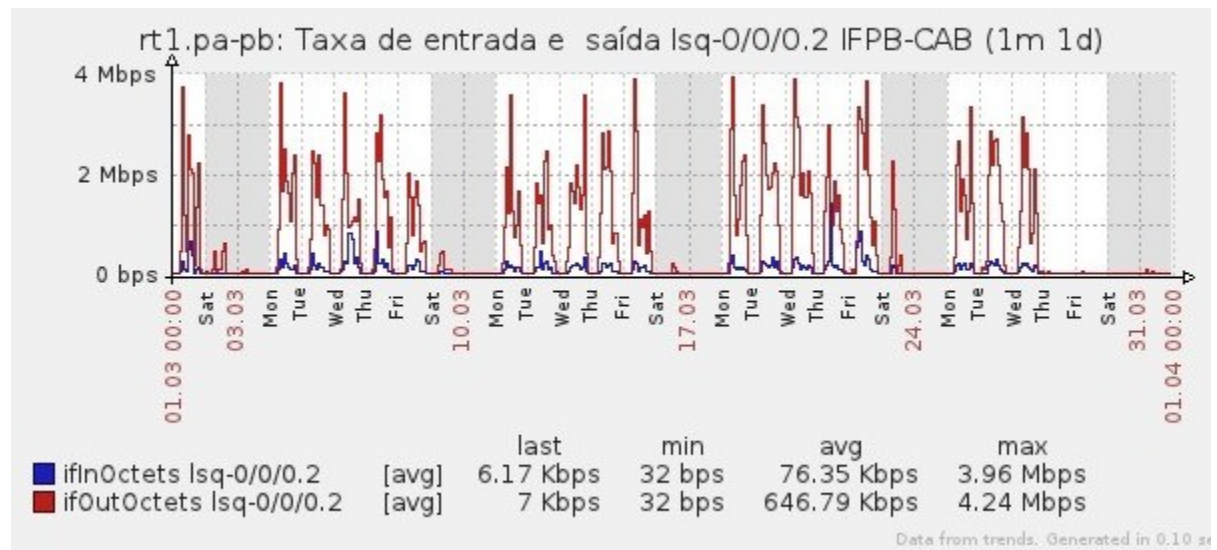 rt1.pa-pb: Taxa de entrada e saída lsq-0/0/0.2 IFPB-CAB (1m 1d)
4 Mbps
2 Mbps
0 bps
01.03 00:00
Sat
03.03
Mon
Tue
Wed
Thu
Fri
Sat
10.03
Mon
Tue
Wed
Thu
Fri
Sat
17.03
Mon
Tue
Wed
Thu
Fri
Sat
24.03
Mon
Tue
Wed
Thu
Fri
Sat
31.03
01.04 00:00
last min avg max
ifInOctets lsq-0/0/0.2 [avg] 6.17 Kbps 32 bps 76.35 Kbps 3.96 Mbps
ifOutOctets lsq-0/0/0.2 [avg] 7 Kbps 32 bps 646.79 Kbps 4.24 Mbps
Data from trends. Generated in 0.10 se